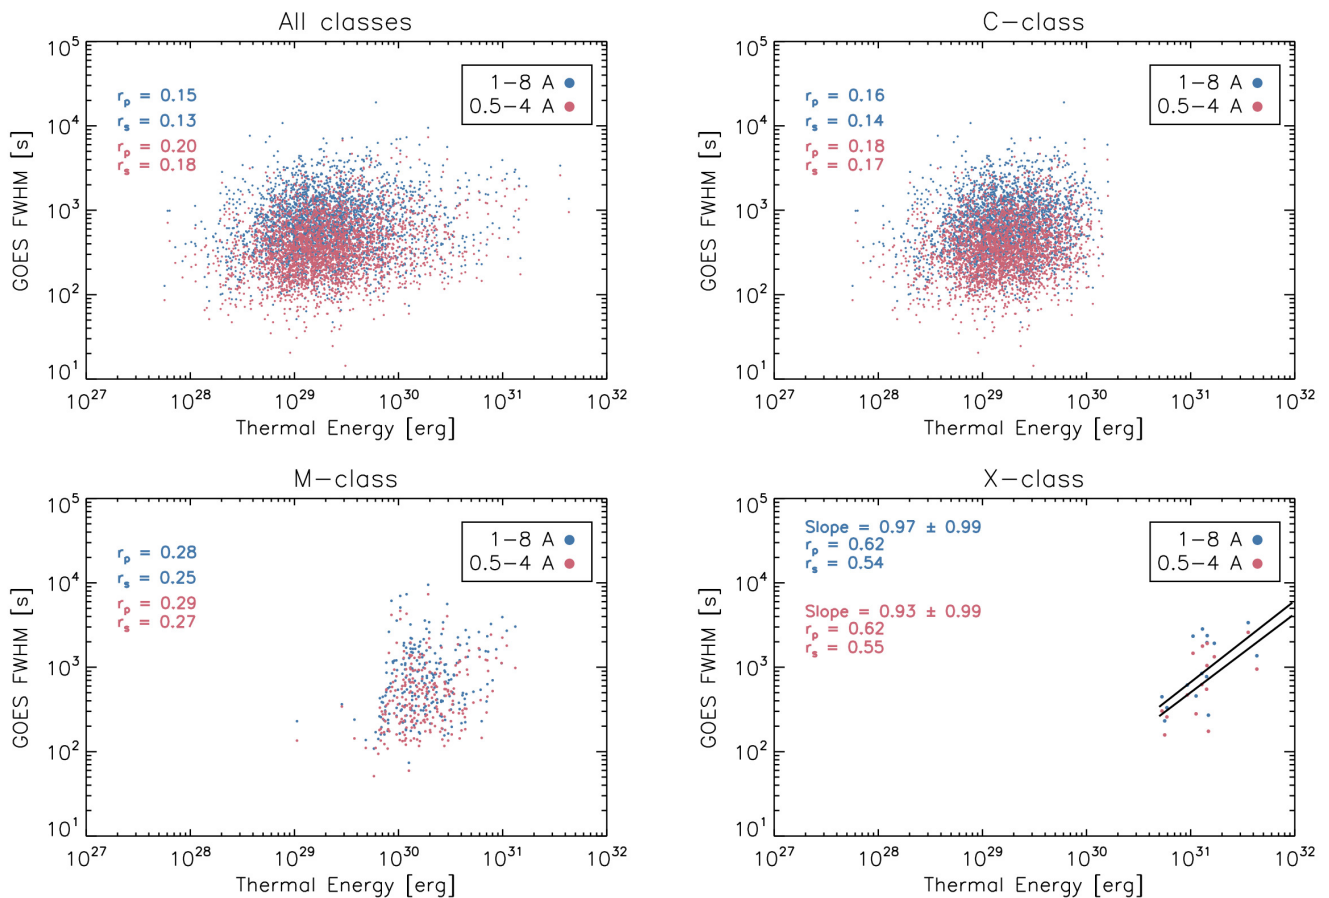 All classes
10^5
10^4
10^3
10^2
10^1
GOES FWHM [s]
r_p = 0.15
r_s = 0.13
r_p = 0.20
r_s = 0.18
1−8 A
0.5−4 A
10^27 10^28 10^29 10^30 10^31 10^32
Thermal Energy [erg]
C−class
10^5
10^4
10^3
10^2
10^1
GOES FWHM [s]
r_p = 0.16
r_s = 0.14
r_p = 0.18
r_s = 0.17
1−8 A
0.5−4 A
10^27 10^28 10^29 10^30 10^31 10^32
Thermal Energy [erg]
M−class
10^5
10^4
10^3
10^2
10^1
GOES FWHM [s]
r_p = 0.28
r_s = 0.25
r_p = 0.29
r_s = 0.27
1−8 A
0.5−4 A
10^27 10^28 10^29 10^30 10^31 10^32
Thermal Energy [erg]
X−class
10^5
10^4
10^3
10^2
10^1
GOES FWHM [s]
Slope = 0.97 ± 0.99
r_p = 0.62
r_s = 0.54
Slope = 0.93 ± 0.99
r_p = 0.62
r_s = 0.55
1−8 A
0.5−4 A
10^27 10^28 10^29 10^30 10^31 10^32
Thermal Energy [erg]